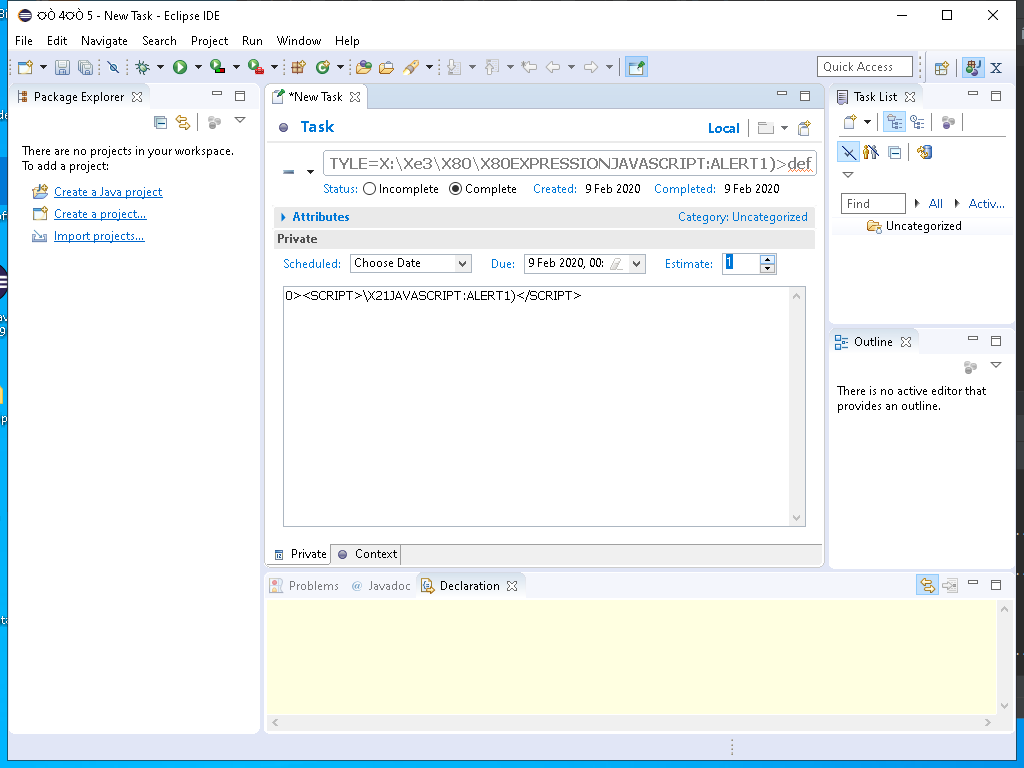 4 5 - New Task - Eclipse IDE
File Edit Navigate Search Project Run Window Help
Quick Access
Package Explorer
There are no projects in your workspace.
To add a project:
Create a Java project
Create a project...
Import projects...
*New Task
Task
Local
TYLE=X:\Xe3\X80\X80EXPRESSIONJAVASCRIPT:ALERT1)>def
Status: Incomplete Complete Created: 9 Feb 2020 Completed: 9 Feb 2020
Attributes
Category: Uncategorized
Private
Scheduled: Choose Date Due: 9 Feb 2020, 00: Estimate: 1
0><SCRIPT>\X21JAVASCRIPT:ALERT1)</SCRIPT>
Private Context
Task List
Find All Activ...
Uncategorized
Outline
There is no active editor that
provides an outline.
Problems @ Javadoc Declaration